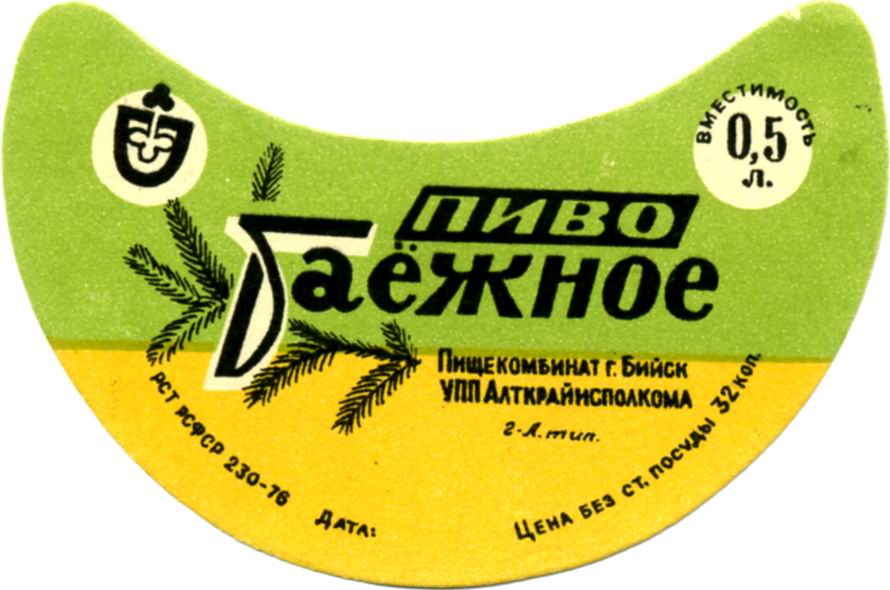 ВМЕСТИМОСТЬ
0,5
л.
ПИВО
Таёжное
ПИЩЕКОМБИНАТ г. БИЙСК
УПП АЛТКРАЙИСПОЛКОМА
г-А. тип.
РСТ РСФСР 230-76
ДАТА:
ЦЕНА БЕЗ СТ. ПОСУДЫ 32 коп.